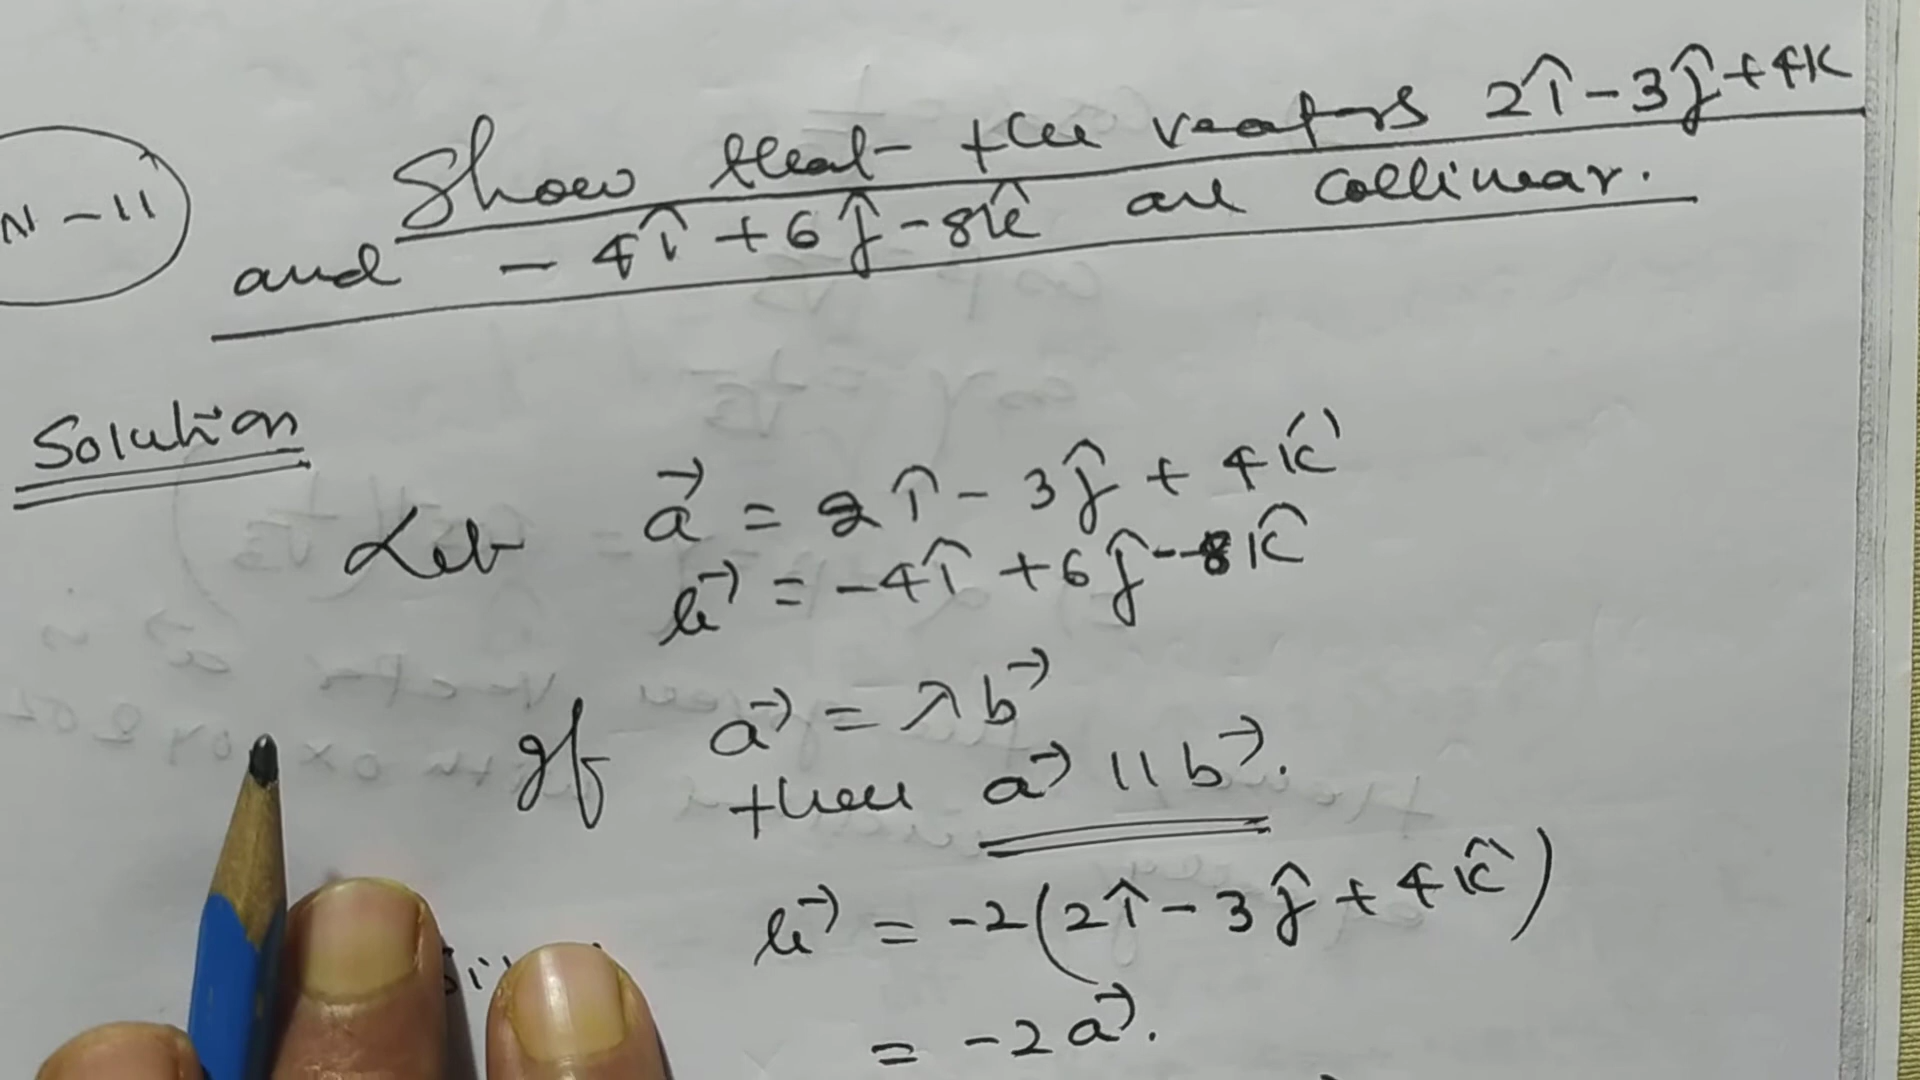 N-11
Show that the vectors 2î - 3ĵ + 4k
and - 4î + 6ĵ - 8k̂ are collinear.
Solution
Let a⃗ = 2î - 3ĵ + 4k̂
b⃗ = -4î + 6ĵ - 8k̂
If a⃗ = λb⃗
then a⃗ || b⃗.
b⃗ = -2(2î - 3ĵ + 4k̂)
= -2a⃗.